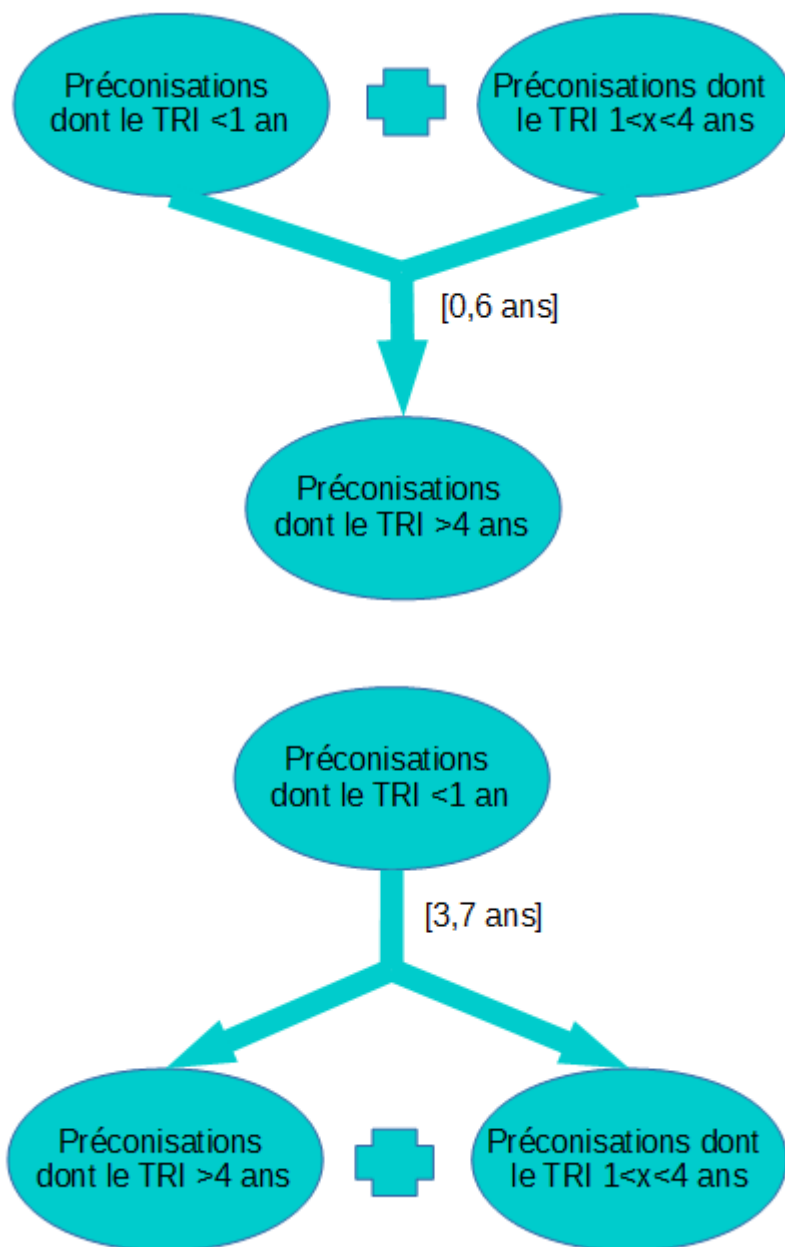 Préconisations
dont le TRI <1 an
Préconisations dont
le TRI 1<x<4 ans
[0,6 ans]
Préconisations
dont le TRI >4 ans
Préconisations
dont le TRI <1 an
[3,7 ans]
Préconisations
dont le TRI >4 ans
Préconisations dont
le TRI 1<x<4 ans